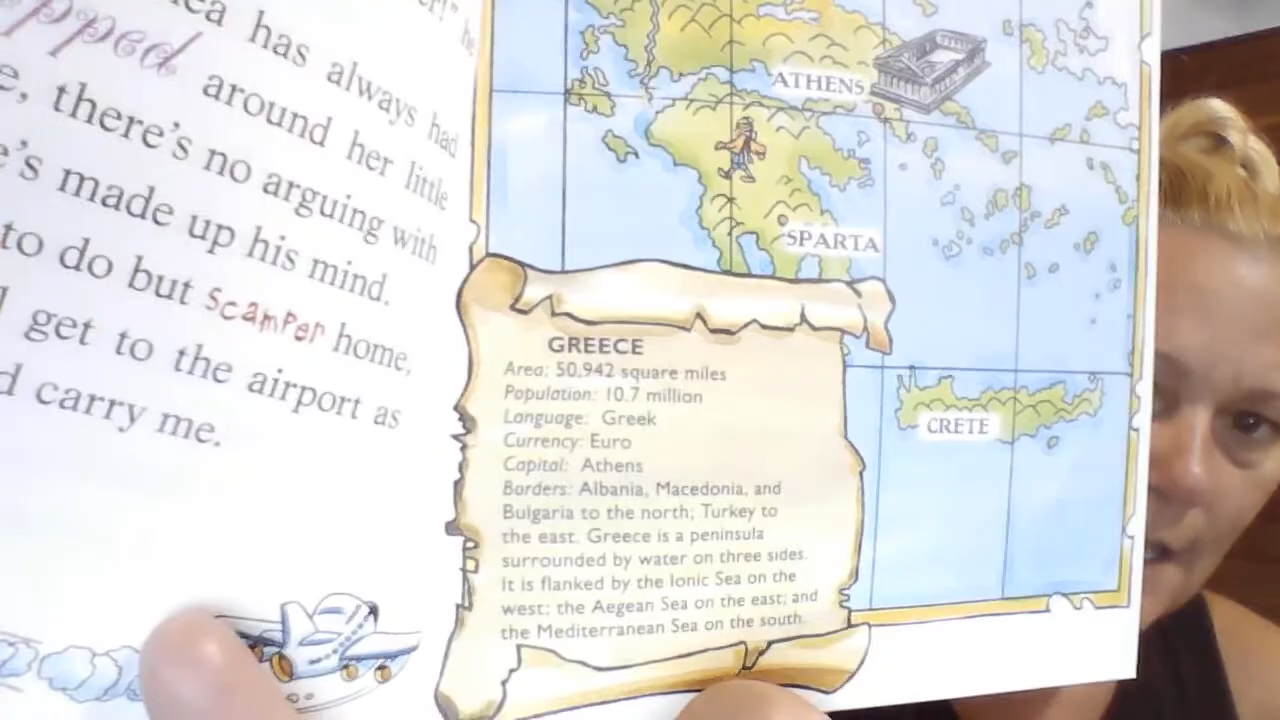 has always had
around her little
there's no arguing with
made up his mind.
to do but scamper home,
get to the airport as
carry me.
ATHENS
SPARTA
CRETE
GREECE
Area: 50,942 square miles
Population: 10.7 million
Language: Greek
Currency: Euro
Capital: Athens
Borders: Albania, Macedonia, and
Bulgaria to the north; Turkey to
the east. Greece is a peninsula
surrounded by water on three sides.
It is flanked by the Ionic Sea on the
west; the Aegean Sea on the east; and
the Mediterranean Sea on the south.